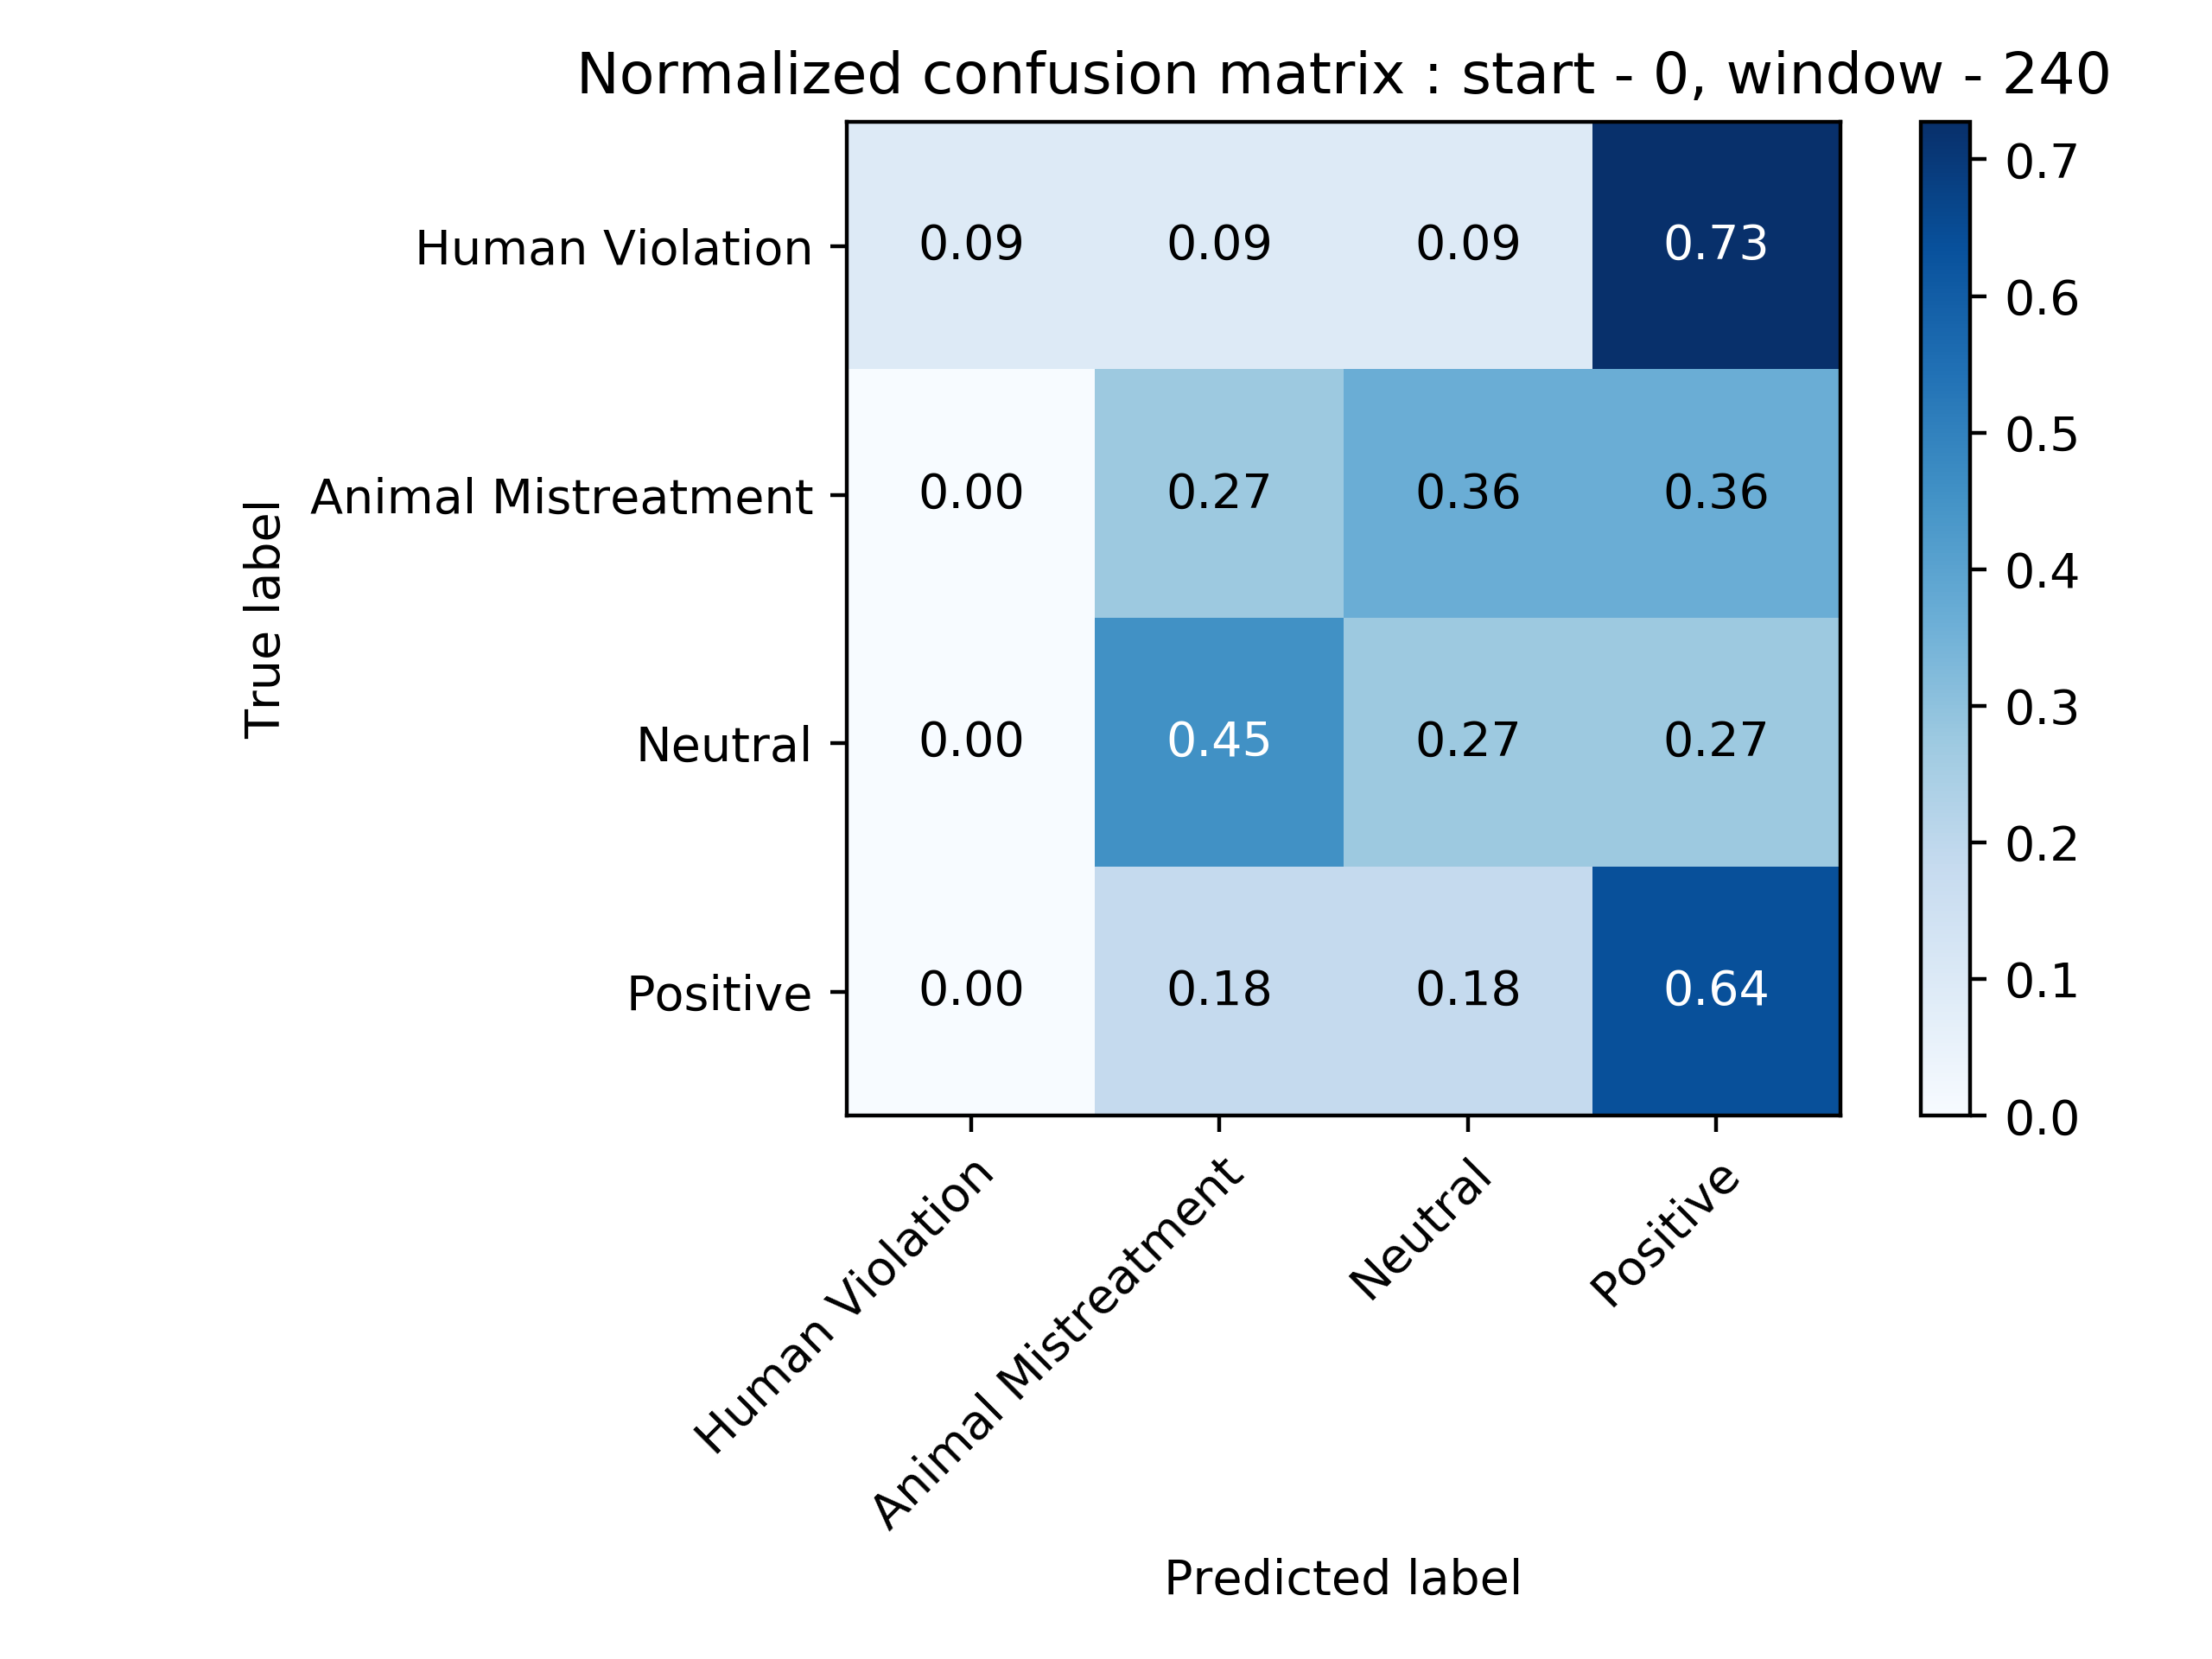 Normalized confusion matrix : start - 0, window - 240
Human Violation 0.09 0.09 0.09 0.73
Animal Mistreatment 0.00 0.27 0.36 0.36
Neutral 0.00 0.45 0.27 0.27
Positive 0.00 0.18 0.18 0.64
True label
Human Violation
Animal Mistreatment
Neutral
Positive
Predicted label
0.7
0.6
0.5
0.4
0.3
0.2
0.1
0.0